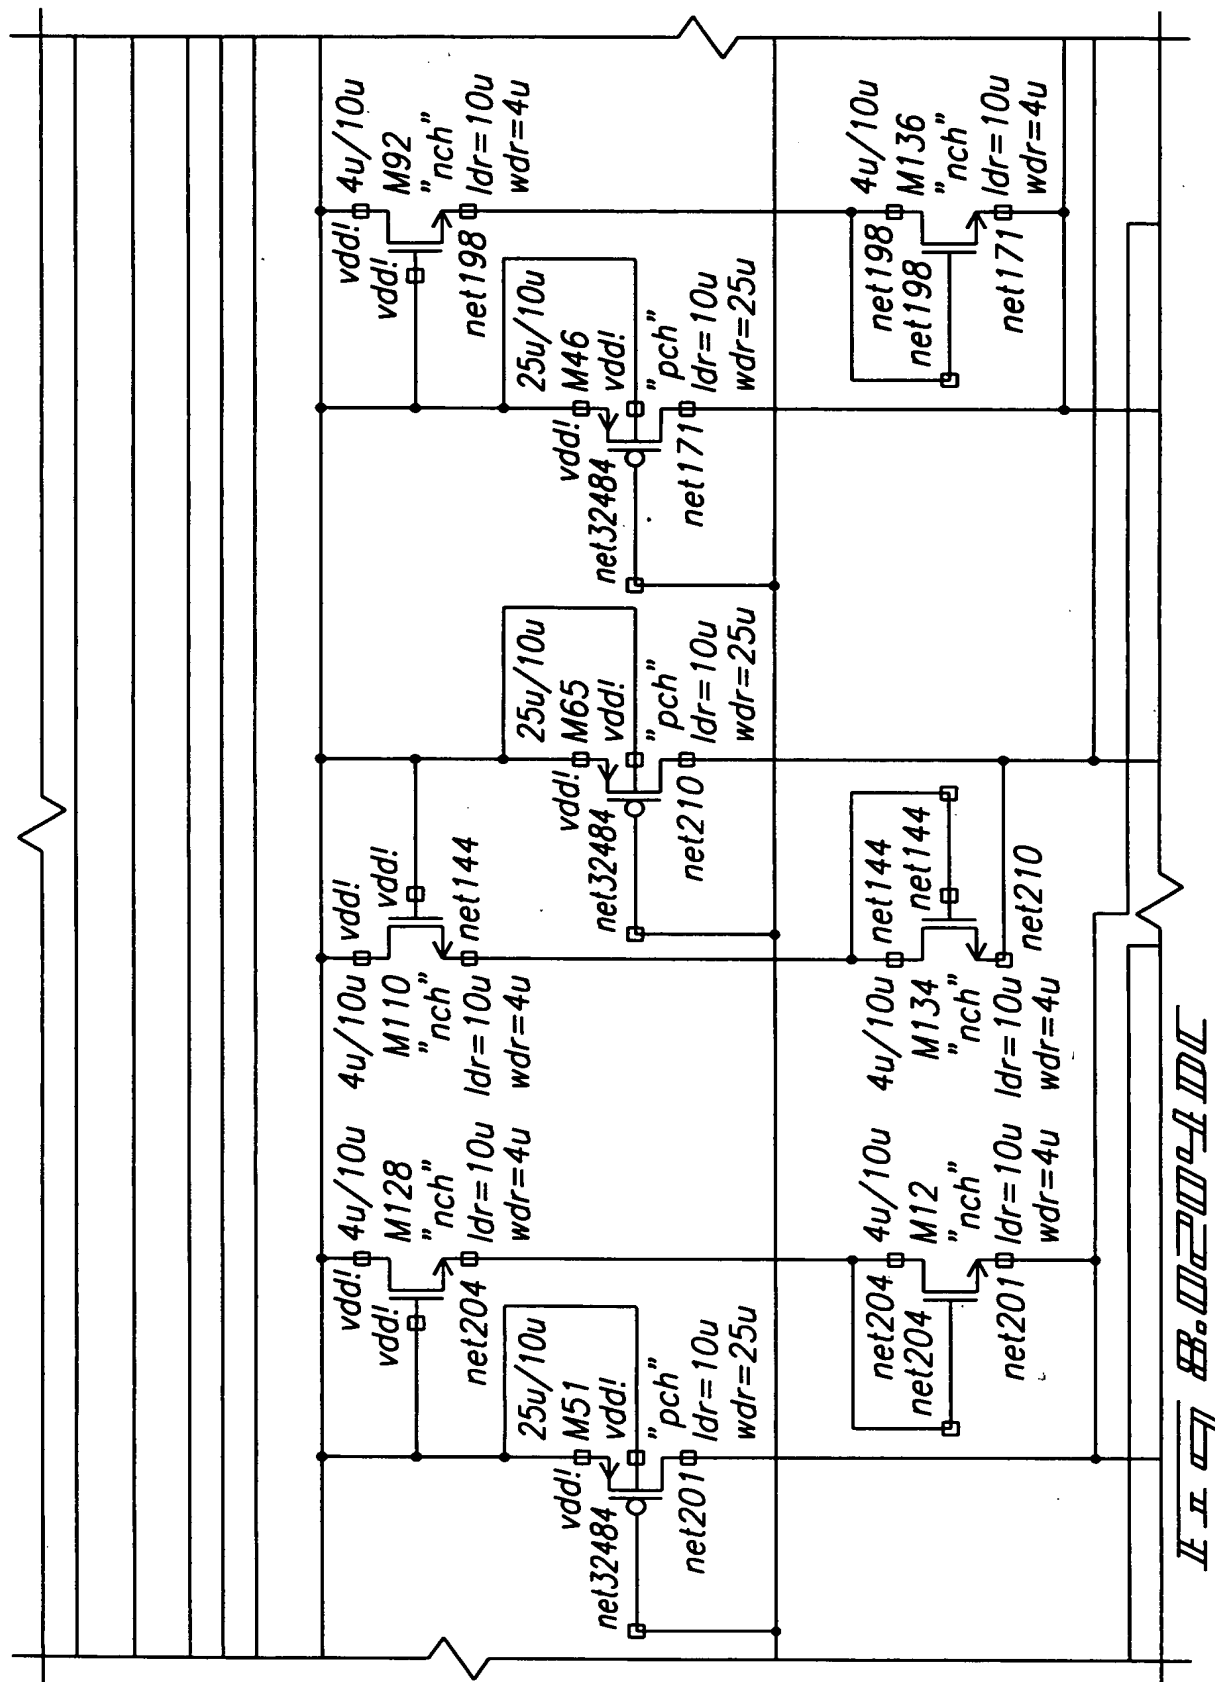 vdd!
vdd!
4u/10u
M128
"nch"
ldr=10u
wdr=4u
net204
4u/10u
M110
"nch"
ldr=10u
wdr=4u
vdd!
vdd!
net144
vdd!
vdd!
4u/10u
M92
"nch"
ldr=10u
wdr=4u
net198
vdd!
net32484
25u/10u
M51
vdd!
"pch"
ldr=10u
wdr=25u
net201
vdd!
net32484
25u/10u
M65
vdd!
"pch"
ldr=10u
wdr=25u
net210
vdd!
net32484
25u/10u
M46
vdd!
"pch"
ldr=10u
wdr=25u
net171
net204
net204
4u/10u
M12
"nch"
ldr=10u
wdr=4u
net201
4u/10u
M134
"nch"
ldr=10u
wdr=4u
net144
net144
net210
net198
net198
4u/10u
M136
"nch"
ldr=10u
wdr=4u
net171
FIG 8.0204DC